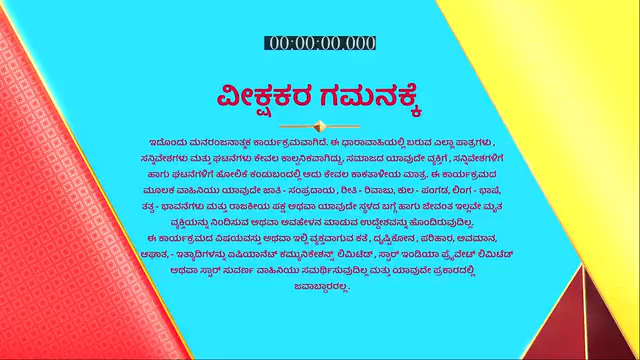 00:00:00.000
ವೀಕ್ಷಕರ ಗಮನಕ್ಕೆ
ಇದೊಂದು ಮನರಂಜನಾತ್ಮಕ ಕಾರ್ಯಕ್ರಮವಾಗಿದೆ. ಈ ಧಾರಾವಾಹಿಯಲ್ಲಿ ಬರುವ ಎಲ್ಲಾ ಪಾತ್ರಗಳು ,
ಸನ್ನಿವೇಶಗಳು ಮತ್ತು ಘಟನೆಗಳು ಕೇವಲ ಕಾಲ್ಪನಿಕವಾಗಿದ್ದು, ಸಮಾಜದ ಯಾವುದೇ ವ್ಯಕ್ತಿಗೆ , ಸನ್ನಿವೇಶಗಳಿಗೆ
ಹಾಗು ಘಟನೆಗಳಿಗೆ ಹೋಲಿಕೆ ಕಂಡುಬಂದಲ್ಲಿ ಅದು ಕೇವಲ ಕಾಕತಾಳೀಯ ಮಾತ್ರ. ಈ ಕಾರ್ಯಕ್ರಮದ
ಮೂಲಕ ವಾಹಿನಿಯು ಯಾವುದೇ ಜಾತಿ - ಸಂಪ್ರದಾಯ , ರೀತಿ - ರಿವಾಜು, ಕುಲ - ಪಂಗಡ, ಲಿಂಗ - ಭಾಷೆ,
ತತ್ವ - ಭಾವನೆಗಳು ಮತ್ತು ರಾಜಕೀಯ ಪಕ್ಷ ಅಥವಾ ಯಾವುದೇ ಸ್ಥಳದ ಬಗ್ಗೆ ಹಾಗು ಜೀವಂತ ಇಲ್ಲವೇ ಮೃತ
ವ್ಯಕ್ತಿಯನ್ನು ನಿಂದಿಸುವ ಅಥವಾ ಅವಹೇಳನ ಮಾಡುವ ಉದ್ದೇಶವನ್ನು ಹೊಂದಿರುವುದಿಲ್ಲ.
ಈ ಕಾರ್ಯಕ್ರಮದ ವಿಷಯವಸ್ತು ಅಥವಾ ಇಲ್ಲಿ ವ್ಯಕ್ತವಾಗುವ ಕತೆ , ದೃಷ್ಟಿಕೋನ , ಪರಿಹಾರ, ಅವಮಾನ,
ಆಘಾತ, - ಇತ್ಯಾದಿಗಳನ್ನು ಏಷಿಯಾನೆಟ್ ಕಮ್ಯುನಿಕೇಶನ್ಸ್ ಲಿಮಿಟೆಡ್ , ಸ್ಟಾರ್ ಇಂಡಿಯಾ ಪ್ರೈವೇಟ್ ಲಿಮಿಟೆಡ್
ಅಥವಾ ಸ್ಟಾರ್ ಸುವರ್ಣ ವಾಹಿನಿಯು ಸಮರ್ಥಿಸುವುದಿಲ್ಲ ಮತ್ತು ಯಾವುದೇ ಪ್ರಕಾರದಲ್ಲಿ
ಜವಾಬ್ದಾರರಲ್ಲ.